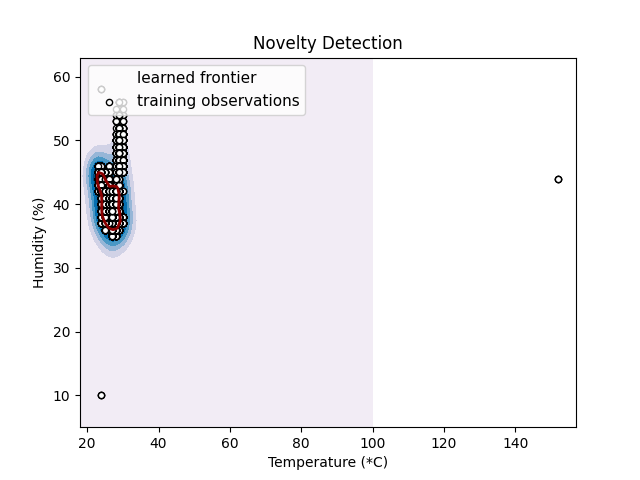 Novelty Detection
learned frontier
training observations
60
50
40
30
20
10
Humidity (%)
20 40 60 80 100 120 140
Temperature (*C)